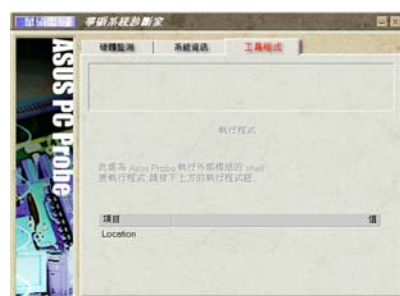 華碩系統診斷家
硬體監測 系統資訊 工具程式
ASUS PC Probe
執行程式
此處為 Asus Probe 執行外部模組的 shell
要執行程式 請按下上方的執行程式鈕
項目 值
Location